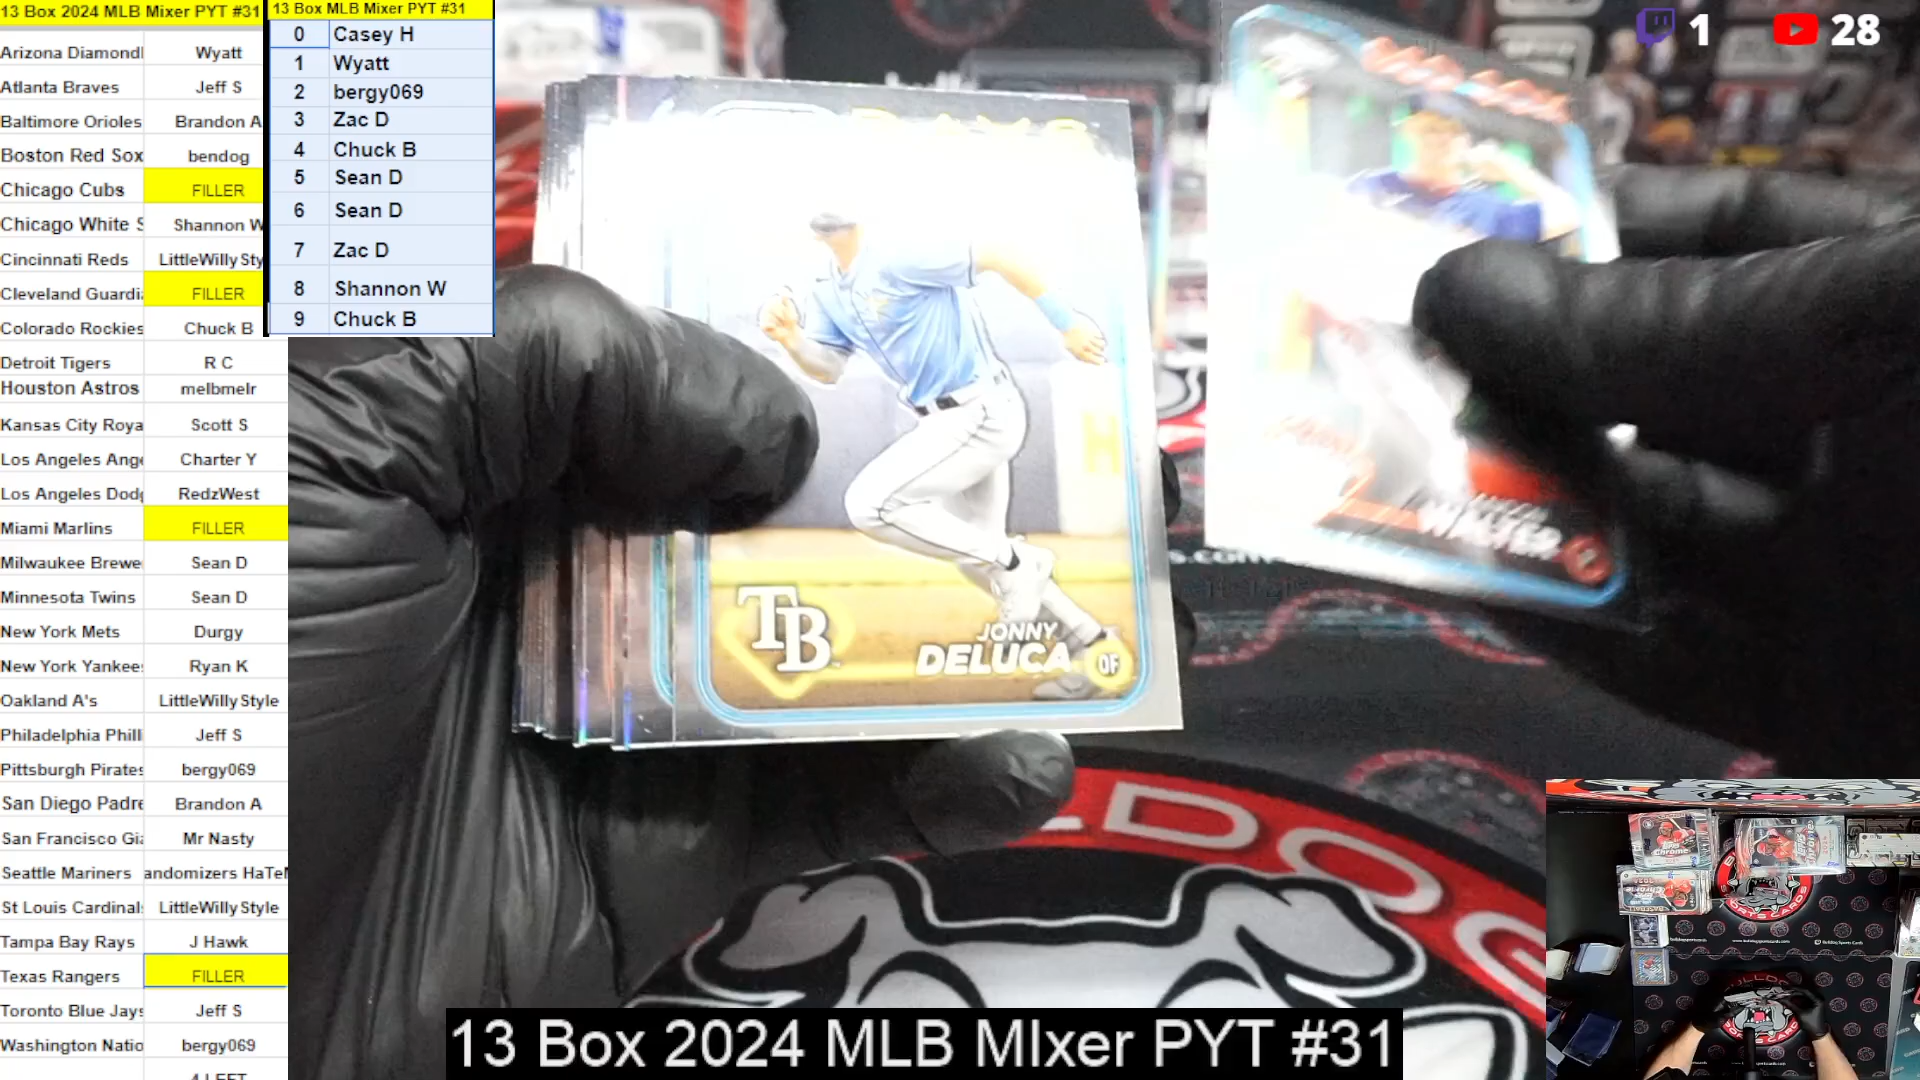 13 Box 2024 MLB Mixer PYT #31
Arizona Diamond Wyatt
Atlanta Braves Jeff S
Baltimore Orioles Brandon A
Boston Red Sox bendog
Chicago Cubs FILLER
Chicago White S Shannon W
Cincinnati Reds LittleWilly Sty
Cleveland Guardi FILLER
Colorado Rockies Chuck B
Detroit Tigers R C
Houston Astros melbmelr
Kansas City Roya Scott S
Los Angeles Ange Charter Y
Los Angeles Dodg RedzWest
Miami Marlins FILLER
Milwaukee Brewe Sean D
Minnesota Twins Sean D
New York Mets Durgy
New York Yankee Ryan K
Oakland A's LittleWilly Style
Philadelphia Phill Jeff S
Pittsburgh Pirates bergy069
San Diego Padre Brandon A
San Francisco Gia Mr Nasty
Seattle Mariners andomizers HaTe
St Louis Cardinal LittleWilly Style
Tampa Bay Rays J Hawk
Texas Rangers FILLER
Toronto Blue Jays Jeff S
Washington Natio bergy069
4 LEFT
13 Box MLB Mixer PYT #31
0 Casey H
1 Wyatt
2 bergy069
3 Zac D
4 Chuck B
5 Sean D
6 Sean D
7 Zac D
8 Shannon W
9 Chuck B
1 28
RAYS
H
TB
JONNY
DELUCA OF
WALTER
13 Box 2024 MLB MIxer PYT #31